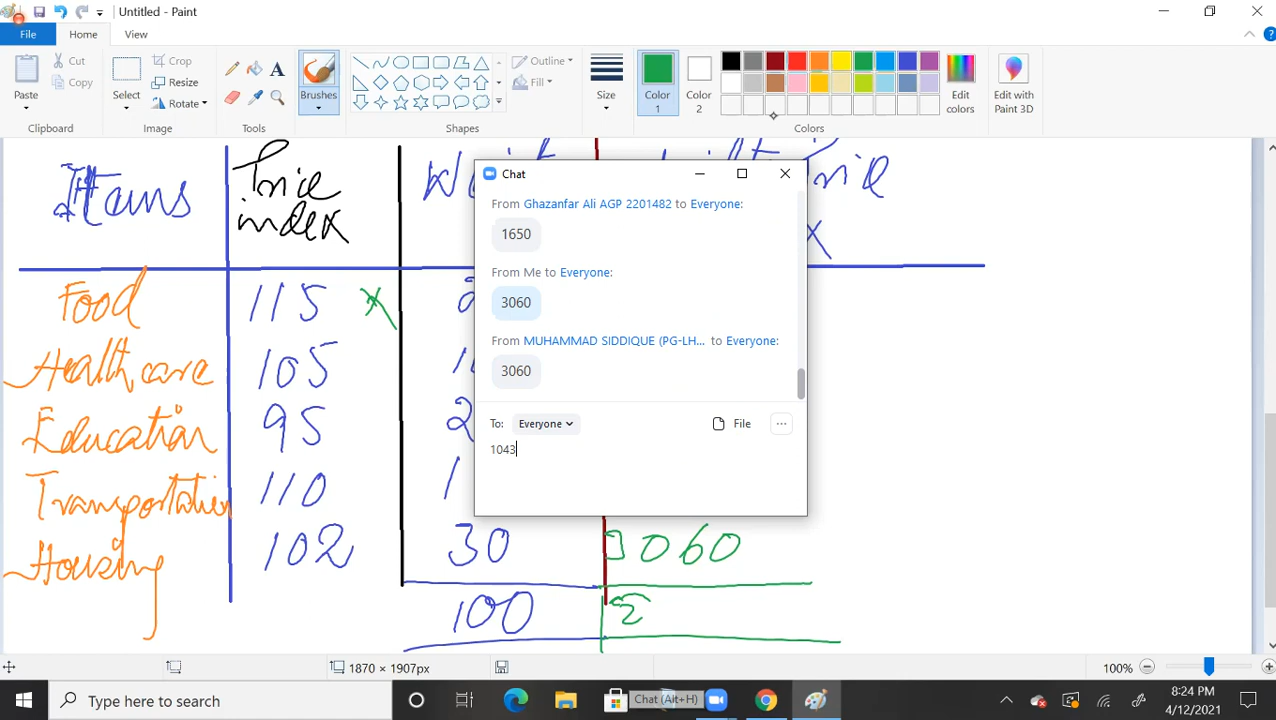 Untitled - Paint
File Home View
Paste
Cut
Copy
Clipboard
Select
Crop
Resize
Rotate
Image
Tools
Brushes
Outline
Fill
Shapes
Size
Color 1
Color 2
Edit colors
Edit with Paint 3D
Colors
Items Price index
Food 115 X
Healthcare 105
Education 95
Transportation 110
Housing 102 30 3060
100 Σ
Chat
From Ghazanfar Ali AGP 2201482 to Everyone:
1650
From Me to Everyone:
3060
From MUHAMMAD SIDDIQUE (PG-LH... to Everyone:
3060
To: Everyone File ...
1043
1870 × 1907px
100%
Type here to search
Chat (Alt+H)
8:24 PM
4/12/2021